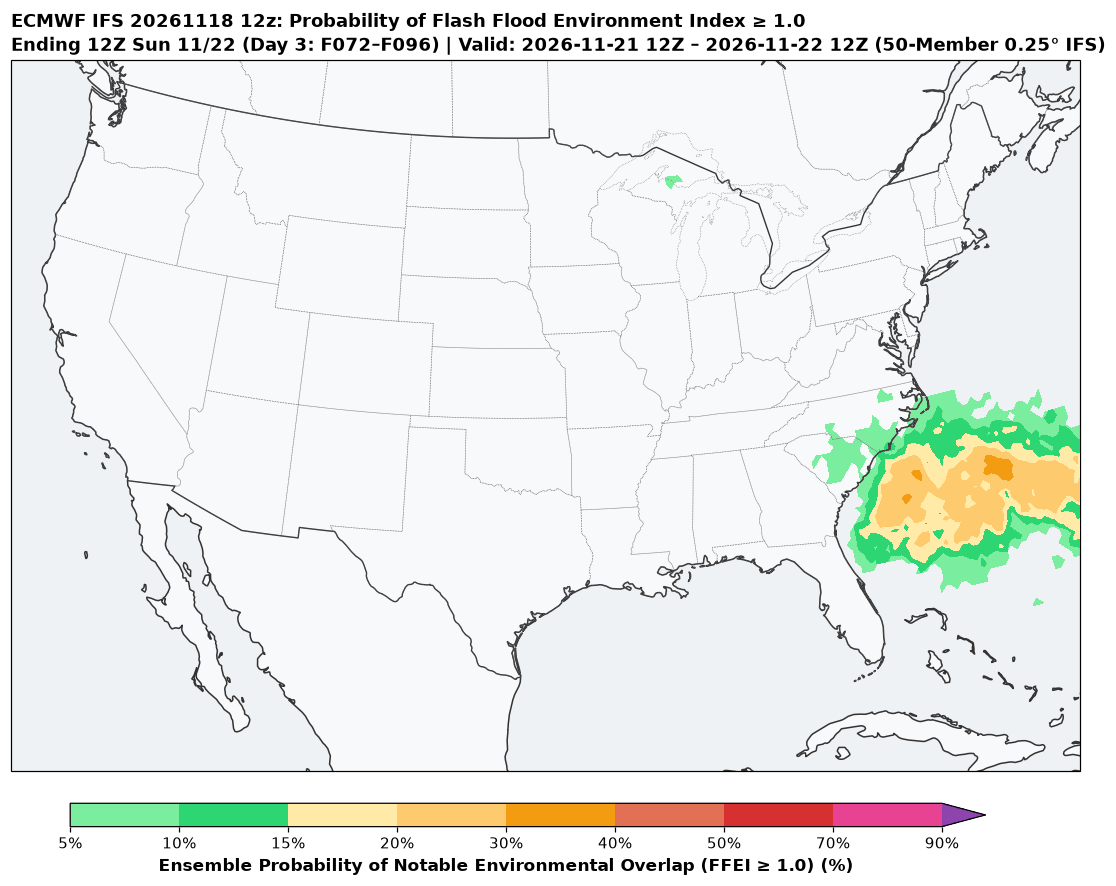 ECMWF IFS 20261118 12z: Probability of Flash Flood Environment Index ≥ 1.0
Ending 12Z Sun 11/22 (Day 3: F072–F096) | Valid: 2026-11-21 12Z – 2026-11-22 12Z (50-Member 0.25° IFS)
5% 10% 15% 20% 30% 40% 50% 70% 90%
Ensemble Probability of Notable Environmental Overlap (FFEI ≥ 1.0) (%)